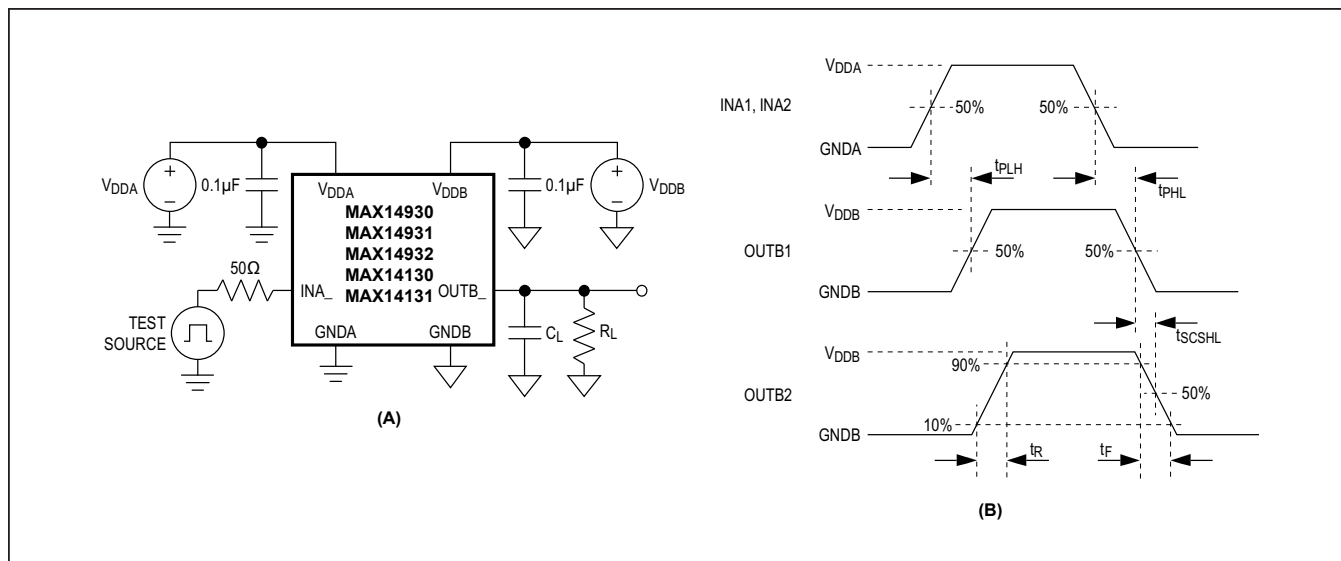 VDDA
0.1µF
VDDA
VDDB
0.1µF
VDDB
MAX14930
MAX14931
MAX14932
MAX14130
MAX14131
50Ω
INA_
OUTB_
TEST
SOURCE
GNDA
GNDB
CL
RL
(A)
VDDA
INA1, INA2
50%
50%
GNDA
tPLH
tPHL
VDDB
OUTB1
50%
50%
GNDB
tSCSHL
VDDB
90%
OUTB2
50%
10%
GNDB
tR
tF
(B)